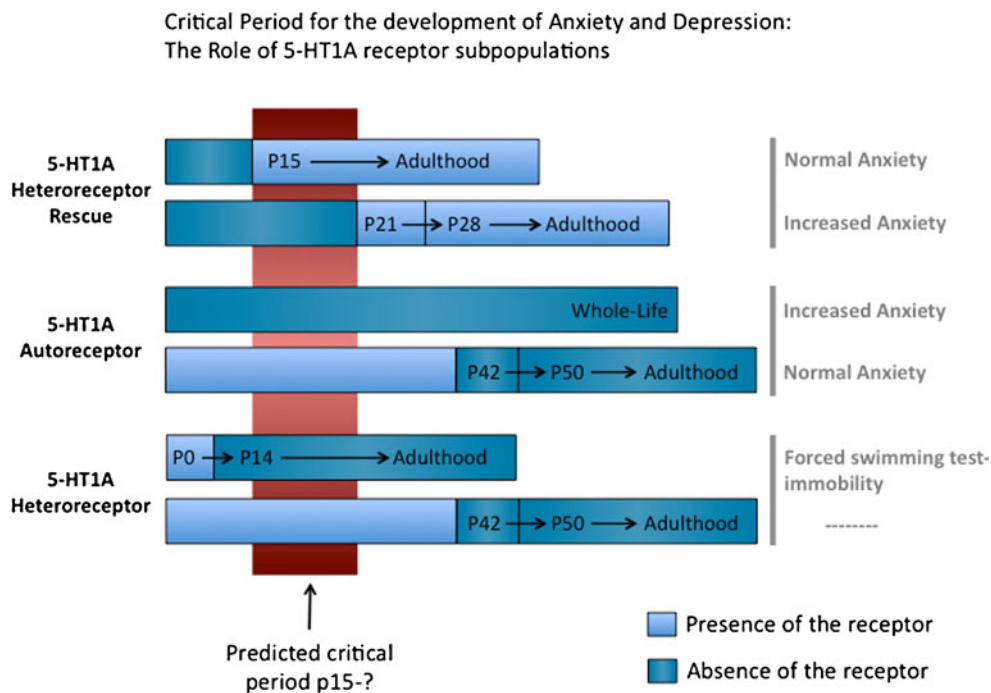 Critical Period for the development of Anxiety and Depression:
The Role of 5-HT1A receptor subpopulations
5-HT1A
Heteroreceptor
Rescue
P15 → Adulthood
Normal Anxiety
P21 → P28 → Adulthood
Increased Anxiety
5-HT1A
Autoreceptor
Whole-Life
Increased Anxiety
P42 → P50 → Adulthood
Normal Anxiety
5-HT1A
Heteroreceptor
P0 → P14 → Adulthood
Forced swimming test-
immobility
P42 → P50 → Adulthood
--------
Predicted critical
period p15-?
Presence of the receptor
Absence of the receptor